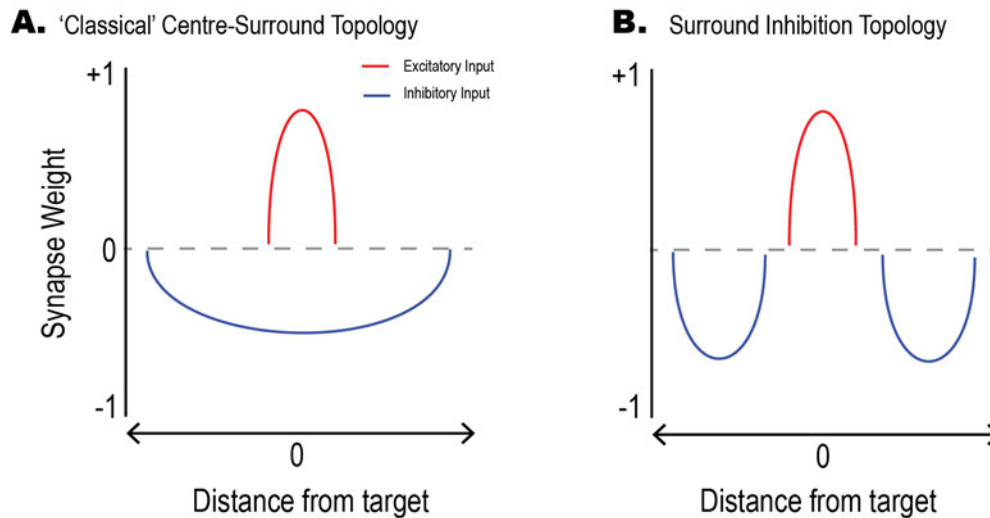 A. 'Classical' Centre-Surround Topology
+1
Excitatory Input
Inhibitory Input
Synapse Weight
0
-1
0
Distance from target
B. Surround Inhibition Topology
+1
0
-1
0
Distance from target